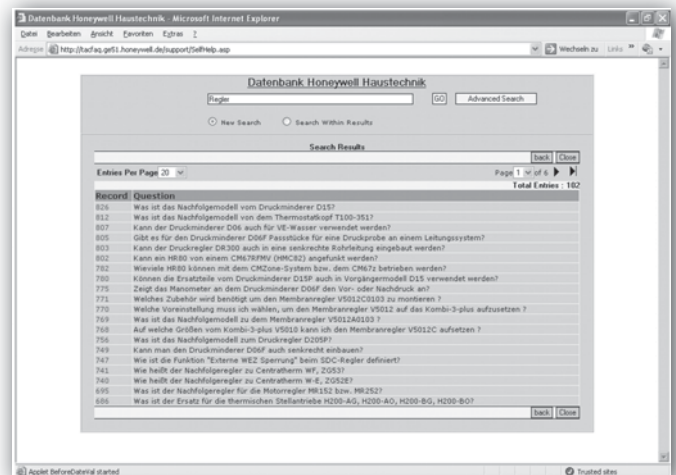 Datenbank Honeywell Haustechnik - Microsoft Internet Explorer
Datei Bearbeiten Ansicht Favoriten Extras ?
Adresse http://tacfaq.ge51.honeywell.de/support/SelfHelp.asp Wechseln zu Links »
Datenbank Honeywell Haustechnik
Regler GO Advanced Search
New Search Search Within Results
Search Results
back Close
Entries Per Page 20 Page 1 of 6
Total Entries : 102
Record Question
826 Was ist das Nachfolgemodell vom Druckminderer D15?
812 Was ist das Nachfolgemodell von dem Thermostatkopf T100-351?
807 Kann der Druckminderer D06 auch für VE-Wasser verwendet werden?
805 Gibt es für den Druckminderer D06F Passstücke für eine Druckprobe an einem Leitungssystem?
803 Kann der Druckregler DR300 auch in eine senkrechte Rohrleitung eingebaut werden?
802 Kann ein HR80 von einem CM67RFMV (HMC82) angefunkt werden?
782 Wieviele HR80 können mit dem CMZone-System bzw. dem CM67z betrieben werden?
780 Können die Ersatzteile vom Druckminderer D15P auch in Vorgängermodell D15 verwendet werden?
775 Zeigt das Manometer an dem Druckminderer D06F den Vor- oder Nachdruck an?
771 Welches Zubehör wird benötigt um den Membranregler V5012C0103 zu montieren ?
770 Welche Voreinstellung muss ich wählen, um den Membranregler V5012 auf das Kombi-3-plus aufzusetzen ?
769 Was ist das Nachfolgemodell zu dem Membranregler V5012A0103 ?
768 Auf welche Größen vom Kombi-3-plus V5010 kann ich den Membranregler V5012C aufsetzen ?
756 Was ist das Nachfolgemodell zum Druckregler D205P?
749 Kann man den Druckminderer D06F auch senkrecht einbauen?
747 Wie ist die Funktion "Externe WEZ Sperrung" beim SDC-Regler definiert?
741 Wie heißt der Nachfolgeregler zu Centratherm WF, ZG53?
740 Wie heißt der Nachfolgeregler zu Centratherm W-E, ZG52E?
695 Was ist der Nachfolgeregler für die Motorregler MR152 bzw. MR252?
686 Was ist der Ersatz für die thermischen Stellantriebe H200-AG, H200-AO, H200-BG, H200-BO?
back Close
Applet BeforeDateVal started Trusted sites